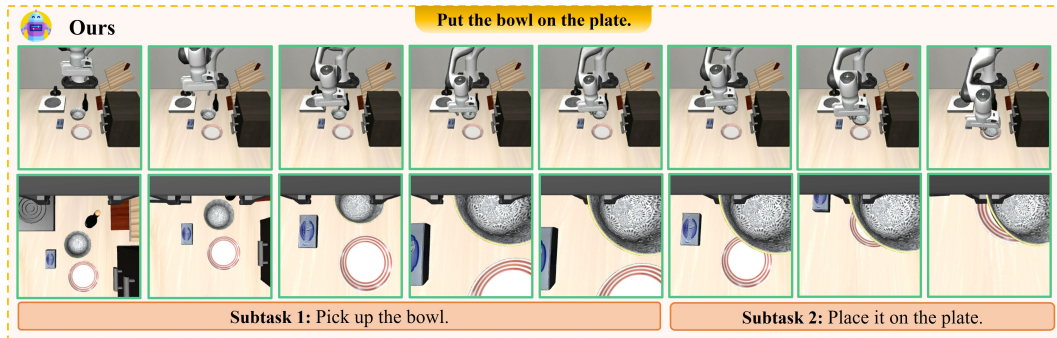 Put the bowl on the plate.
Ours
Subtask 1: Pick up the bowl.
Subtask 2: Place it on the plate.